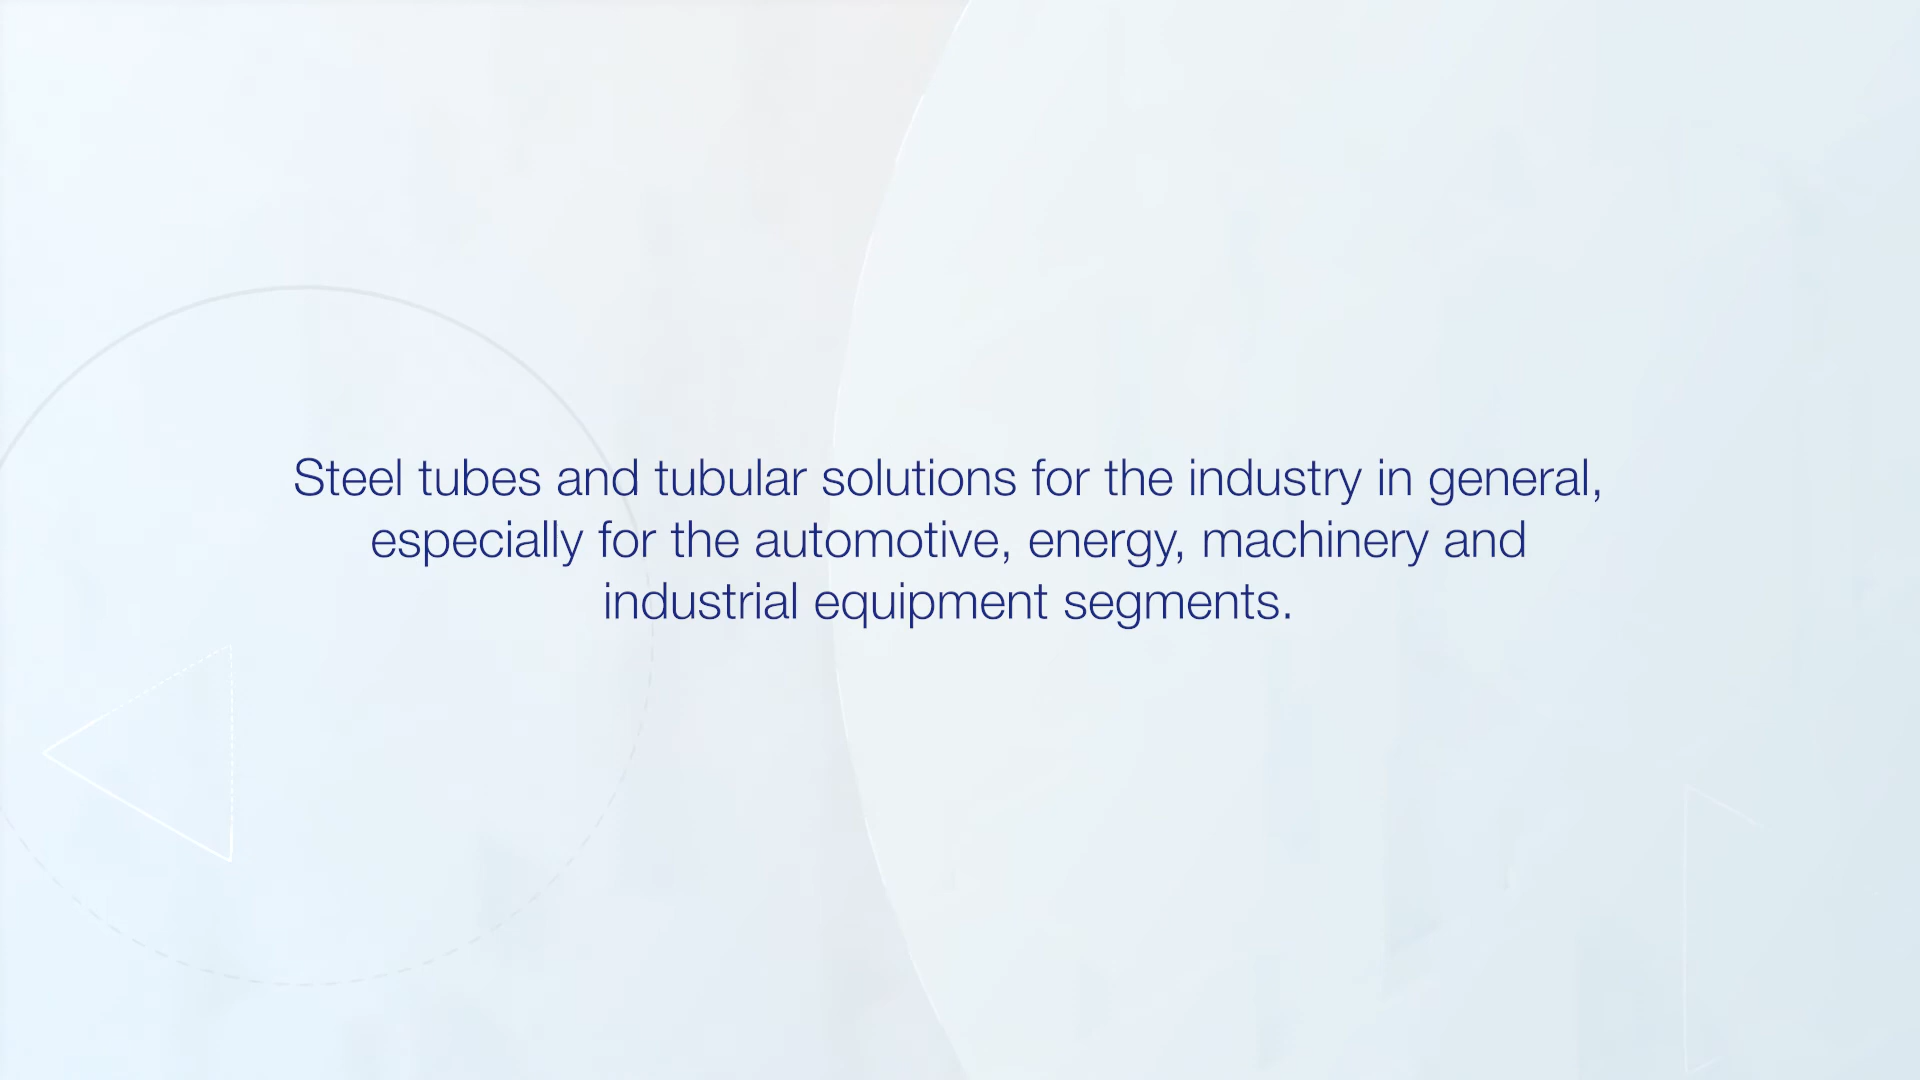 Steel tubes and tubular solutions for the industry in general,
especially for the automotive, energy, machinery and
industrial equipment segments.